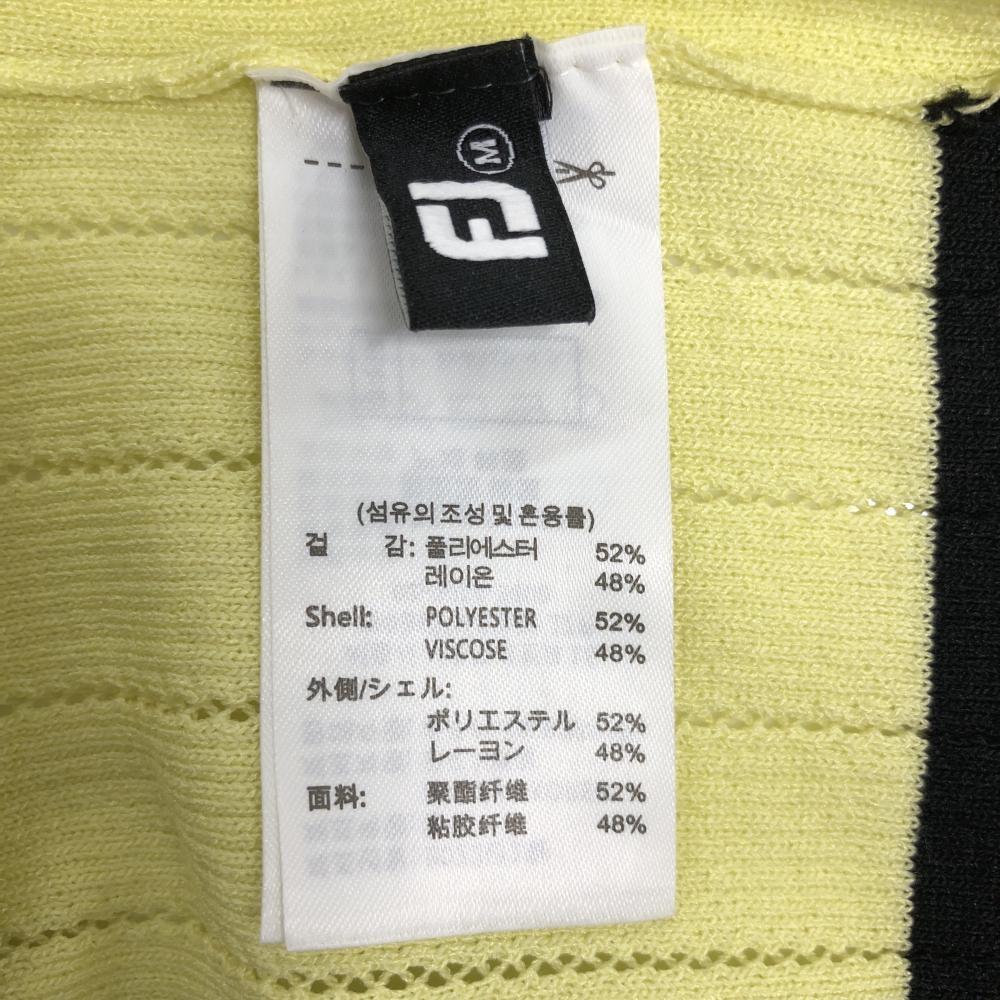 M
FJ
(섬유의 조성 및 혼용률)
겉 감: 폴리에스터 52%
레이온 48%
Shell: POLYESTER 52%
VISCOSE 48%
外側/シェル:
ポリエステル 52%
レーヨン 48%
面料: 聚酯纤维 52%
粘胶纤维 48%